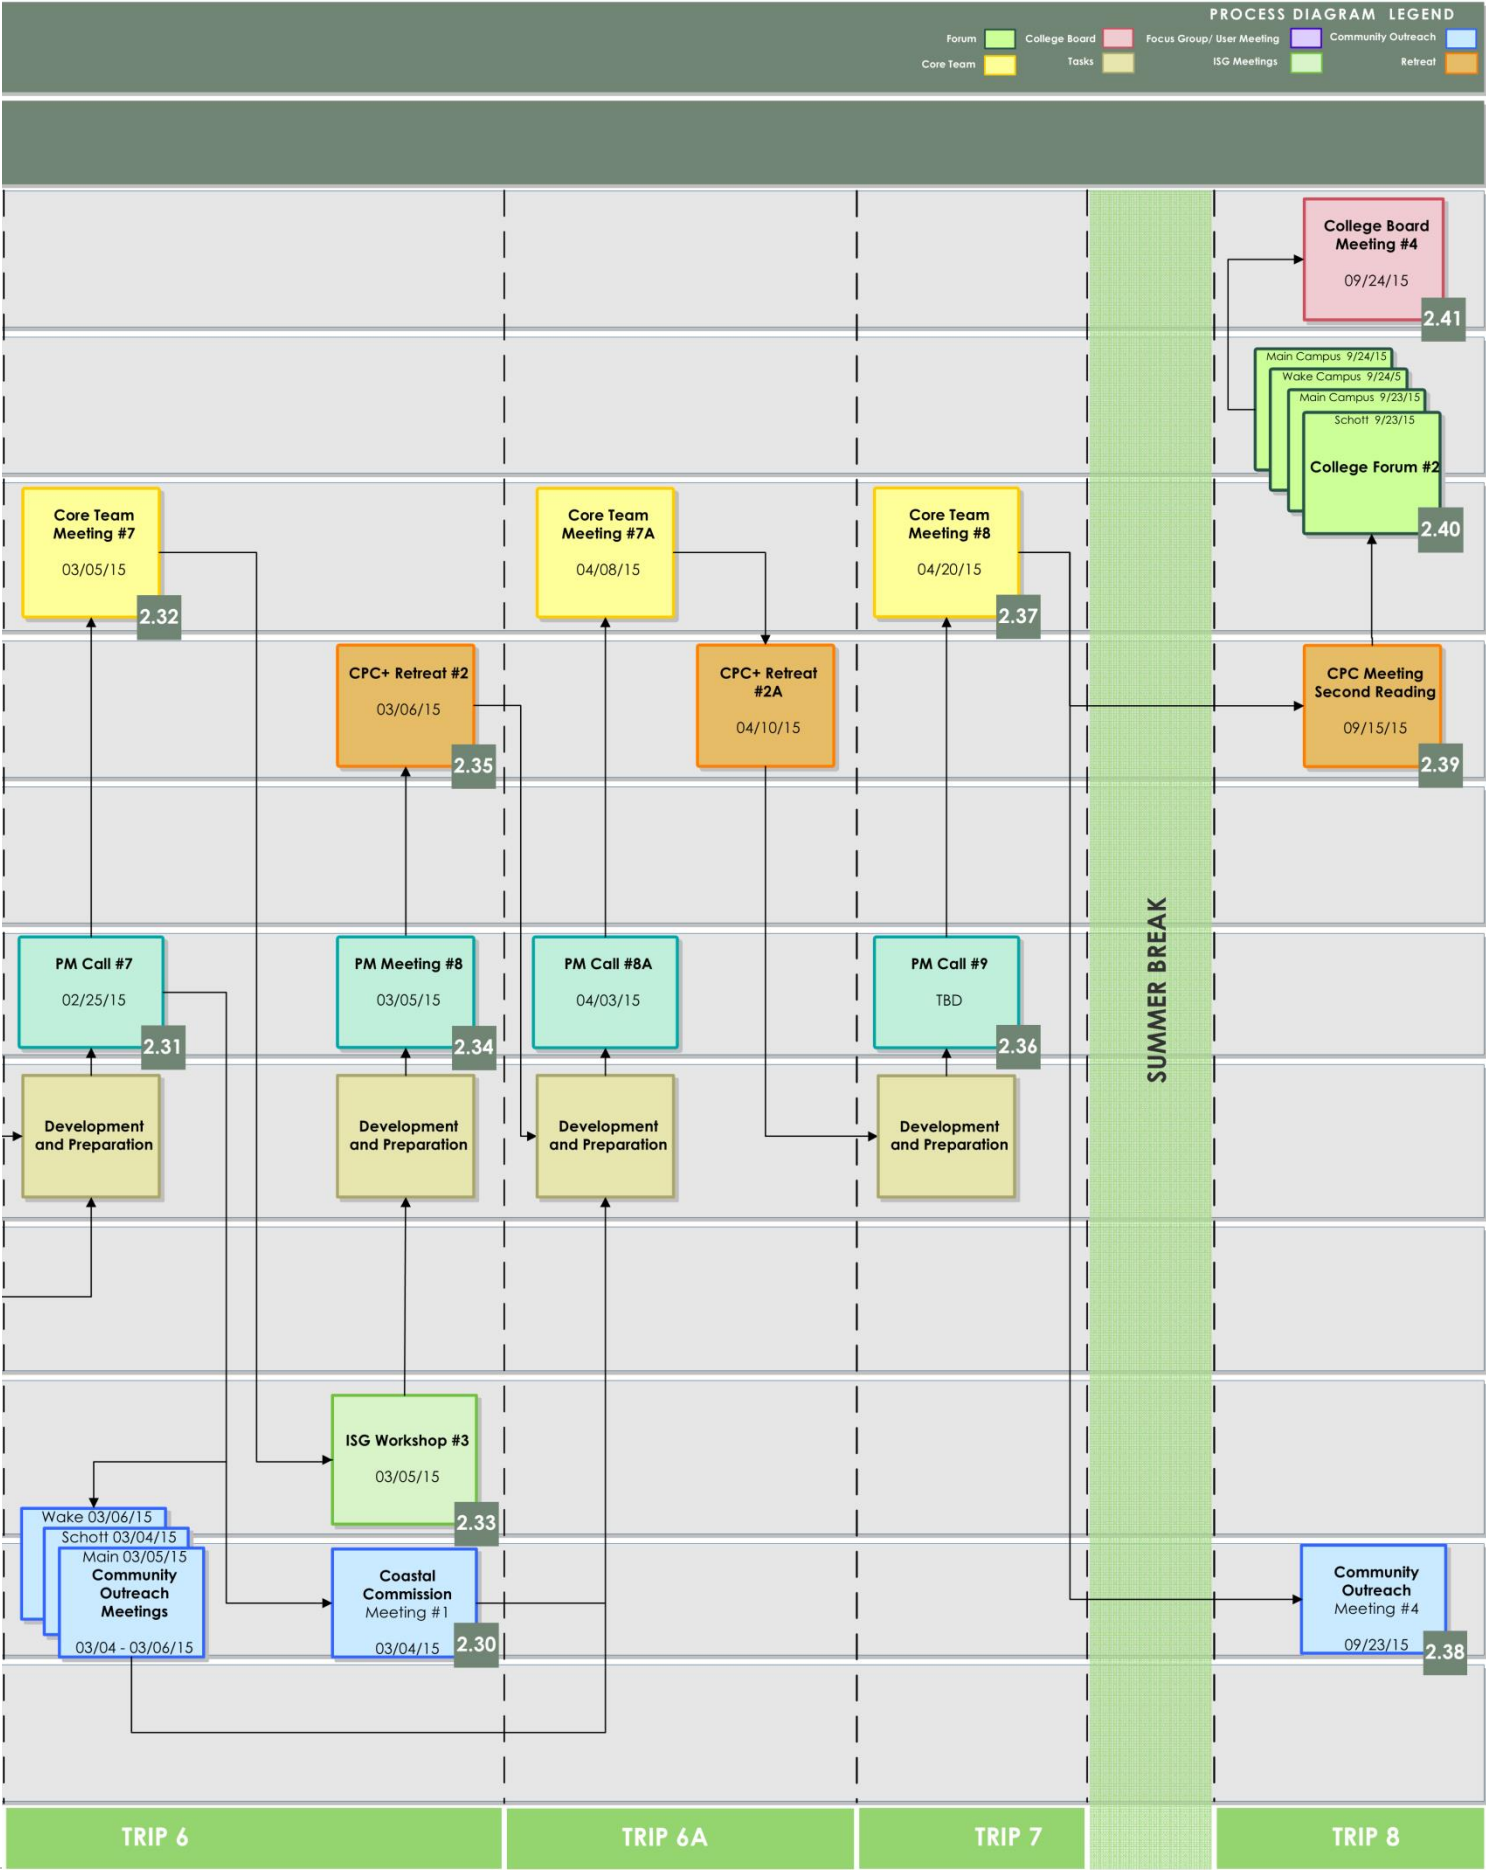 PROCESS DIAGRAM LEGEND
Forum
College Board
Focus Group/ User Meeting
Community Outreach
Core Team
Tasks
ISG Meetings
Retreat
College Board
Meeting #4
09/24/15
2.41
Main Campus 9/24/15
Wake Campus 9/24/5
Main Campus 9/23/15
Schott 9/23/15
College Forum #2
2.40
Core Team
Meeting #7
03/05/15
2.32
Core Team
Meeting #7A
04/08/15
Core Team
Meeting #8
04/20/15
2.37
CPC+ Retreat #2
03/06/15
2.35
CPC+ Retreat
#2A
04/10/15
CPC Meeting
Second Reading
09/15/15
2.39
PM Call #7
02/25/15
2.31
PM Meeting #8
03/05/15
2.34
PM Call #8A
04/03/15
PM Call #9
TBD
2.36
SUMMER BREAK
Development
and Preparation
Development
and Preparation
Development
and Preparation
Development
and Preparation
ISG Workshop #3
03/05/15
2.33
Wake 03/06/15
Schott 03/04/15
Main 03/05/15
Community
Outreach
Meetings
03/04 - 03/06/15
Coastal
Commission
Meeting #1
03/04/15
2.30
Community
Outreach
Meeting #4
09/23/15
2.38
TRIP 6
TRIP 6A
TRIP 7
TRIP 8